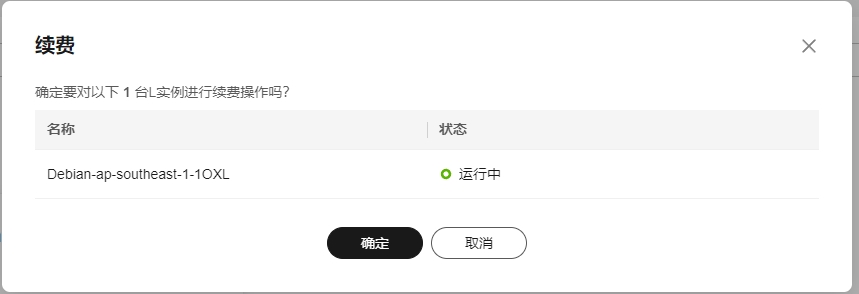 续费
确定要对以下 1 台L实例进行续费操作吗?
名称 状态
Debian-ap-southeast-1-1OXL 运行中
确定 取消